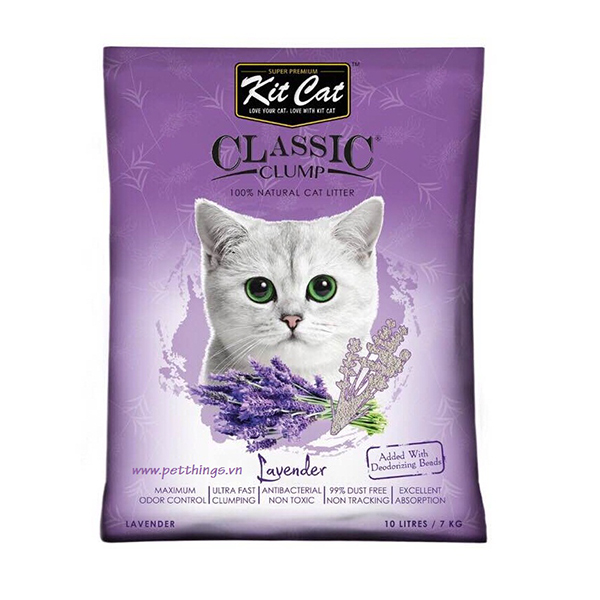 SUPER PREMIUM
Kit Cat™
LOVE YOUR CAT, LOVE WITH KIT CAT
CLASSIC®
CLUMP
100% NATURAL CAT LITTER
www.petthings.vn
Lavender
Added With
Deodorizing Beads
MAXIMUM
ODOR CONTROL
ULTRA FAST
CLUMPING
ANTIBACTERIAL
NON TOXIC
99% DUST FREE
NON TRACKING
EXCELLENT
ABSORPTION
LAVENDER
10 LITRES / 7 KG